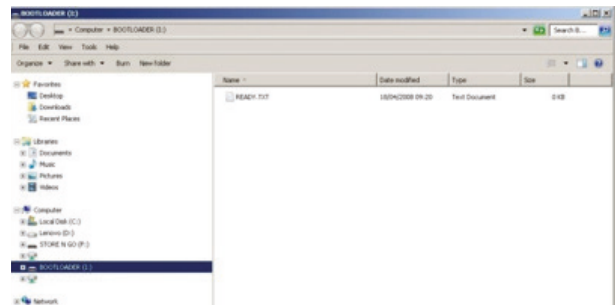 BOOTLOADER (I:)
Computer ▸ BOOTLOADER (I:)
Search B...
File Edit View Tools Help
Organize Share with Burn New folder
Name Date modified Type Size
READY.TXT 18/04/2008 09:20 Text Document 0 KB
Favorites
Desktop
Downloads
Recent Places
Libraries
Documents
Music
Pictures
Videos
Computer
Local Disk (C:)
Lenovo (D:)
STORE N GO (F:)
BOOTLOADER (I:)
Network